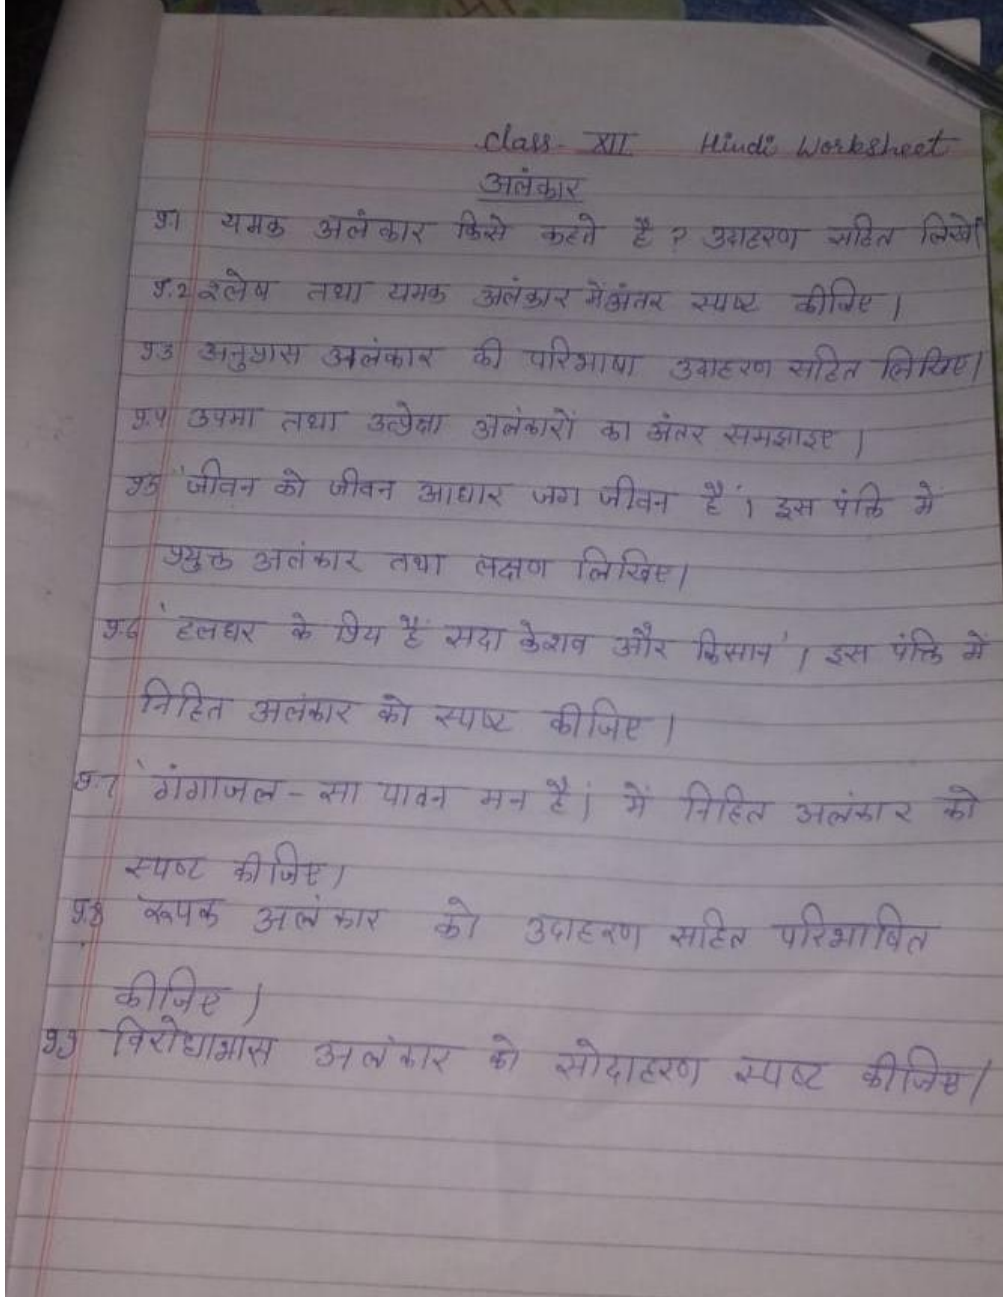 Class - XII Hindi Worksheet
अलंकार
प्र.1 यमक अलंकार किसे कहते है ? उदाहरण सहित लिखें।
प्र.2 श्लेष तथा यमक अलंकार में अंतर स्पष्ट कीजिए।
प्र.3 अनुप्रास अलंकार की परिभाषा उदाहरण सहित लिखिए।
प्र.4 उपमा तथा उत्प्रेक्षा अलंकारों का अंतर समझाइए।
प्र.5 'जीवन को जीवन आधार जग जीवन है'। इस पंक्ति में
प्रयुक्त अलंकार तथा लक्षण लिखिए।
प्र.6 'हलधर के प्रिय हैं सदा केशव और किसान'। इस पंक्ति में
निहित अलंकार को स्पष्ट कीजिए।
प्र.7 'गंगाजल - सा पावन मन है'। में निहित अलंकार को
स्पष्ट कीजिए।
प्र.8 रूपक अलंकार को उदाहरण सहित परिभाषित
कीजिए।
प्र.9 विरोधाभास अलंकार को सोदाहरण स्पष्ट कीजिए।